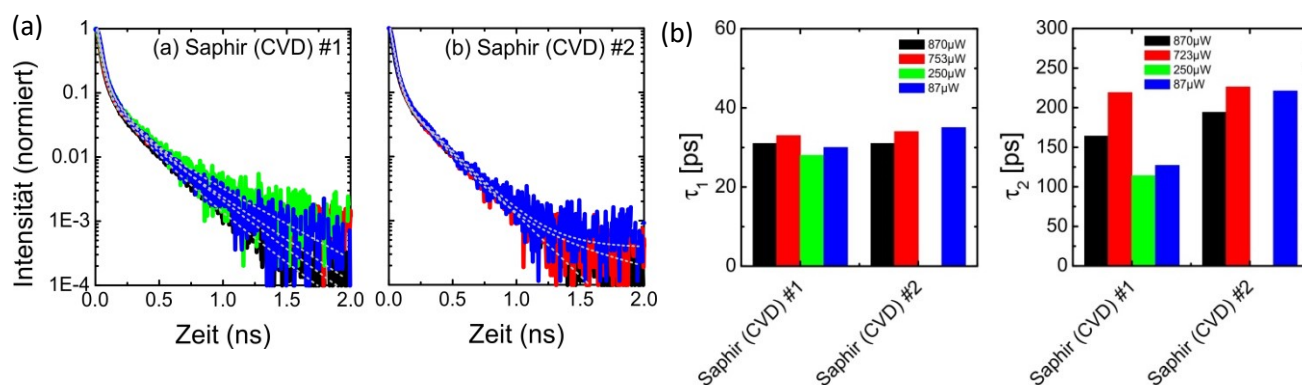 (a)
Intensität (normiert)
1
0.1
0.01
1E-3
1E-4
(a) Saphir (CVD) #1
0.0 0.5 1.0 1.5 2.0
Zeit (ns)
(b) Saphir (CVD) #2
0.0 0.5 1.0 1.5 2.0
Zeit (ns)
(b)
τ1 [ps]
60
40
20
0
870µW
753µW
250µW
87µW
Saphir (CVD) #1
Saphir (CVD) #2
τ2 [ps]
300
250
200
150
100
50
0
870µW
723µW
250µW
87µW
Saphir (CVD) #1
Saphir (CVD) #2